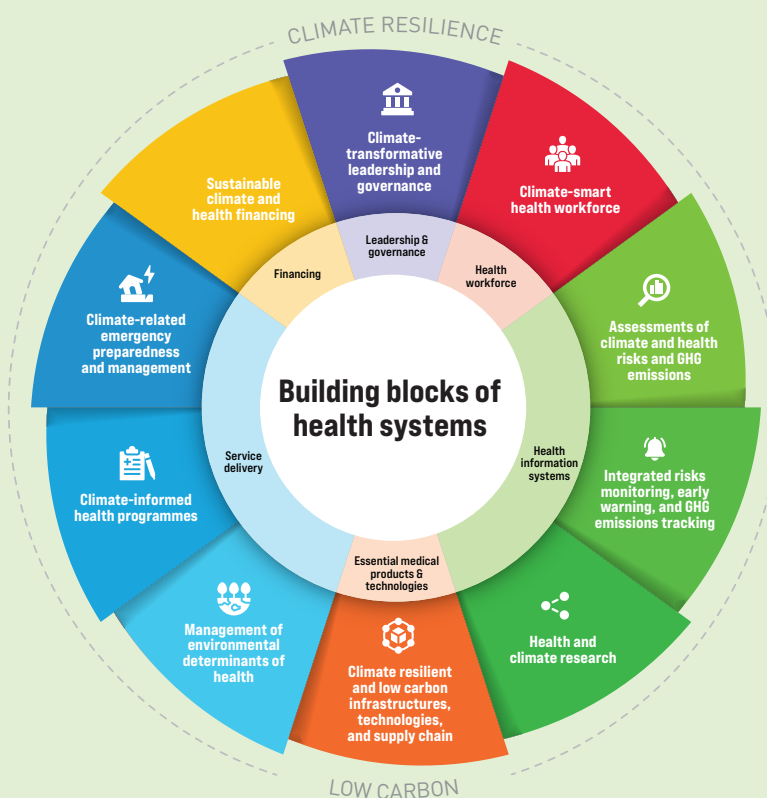 CLIMATE RESILIENCE
Climate-
transformative
leadership and
governance
Climate-smart
health workforce
Assessments of
climate and health
risks and GHG
emissions
Integrated risks
monitoring, early
warning, and GHG
emissions tracking
Health and
climate research
Climate resilient
and low carbon
infrastructures,
technologies,
and supply chain
Management of
environmental
determinants of
health
Climate-informed
health programmes
Climate-related
emergency
preparedness
and management
Sustainable
climate and
health financing
Leadership &
governance
Health
workforce
Health
information
systems
Essential medical
products &
technologies
Service
delivery
Financing
Building blocks of
health systems
LOW CARBON